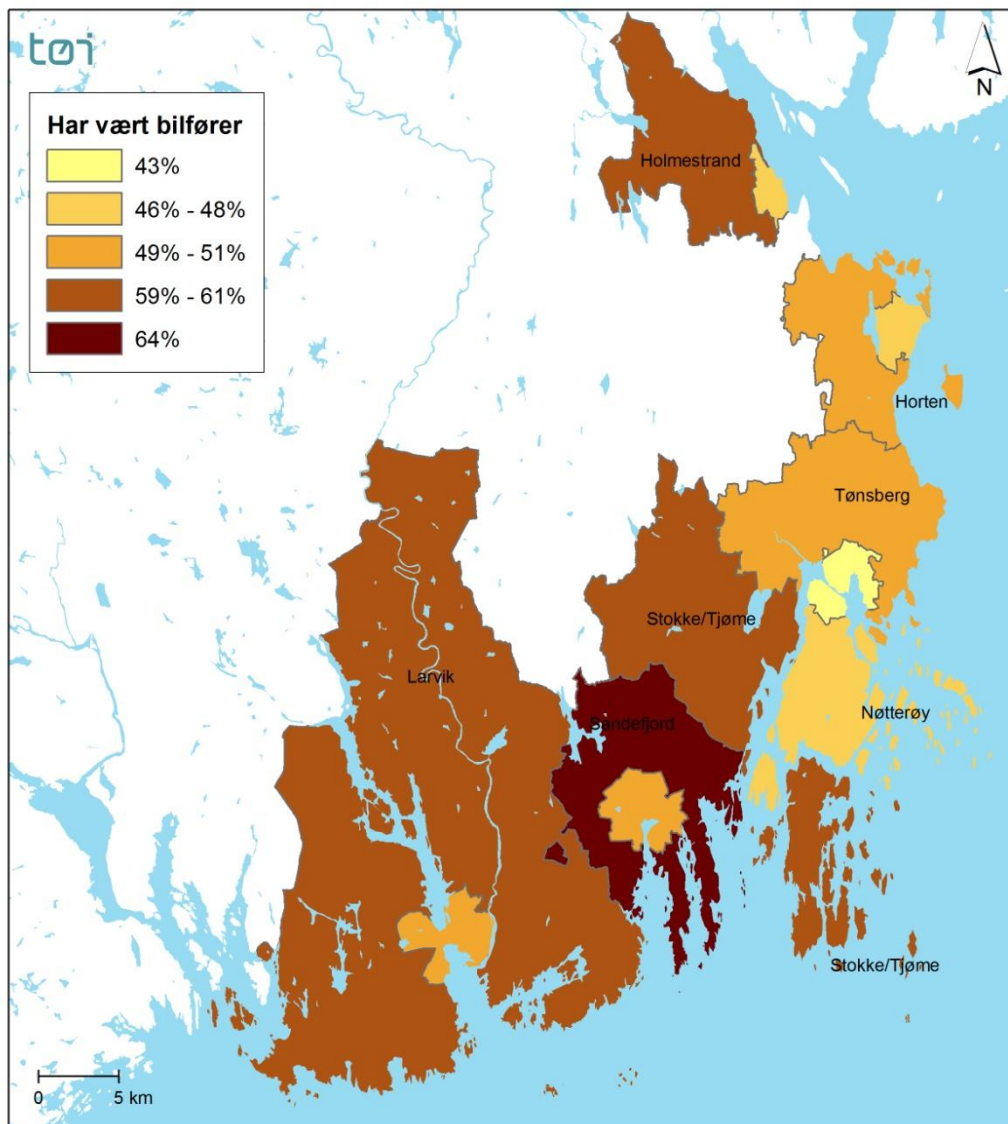 tøi
N
Har vært bilfører
43%
46% - 48%
49% - 51%
59% - 61%
64%
Holmestrand
Horten
Tønsberg
Stokke/Tjøme
Larvik
Nøtterøy
Sandefjord
Stokke/Tjøme
0 5 km